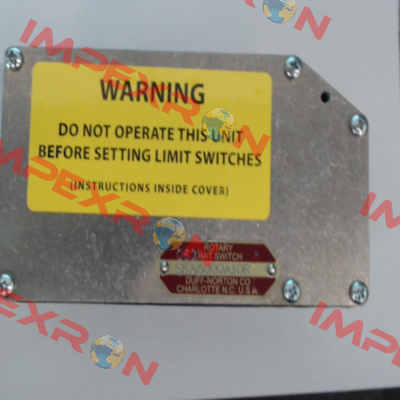 WARNING
DO NOT OPERATE THIS UNIT
BEFORE SETTING LIMIT SWITCHES
(INSTRUCTIONS INSIDE COVER)
ROTARY
LIMIT SWITCH
DUFF-NORTON CO
CHARLOTTE N.C. U.S.A
IMPEXRON
IMPEXRON
IMPEXRON